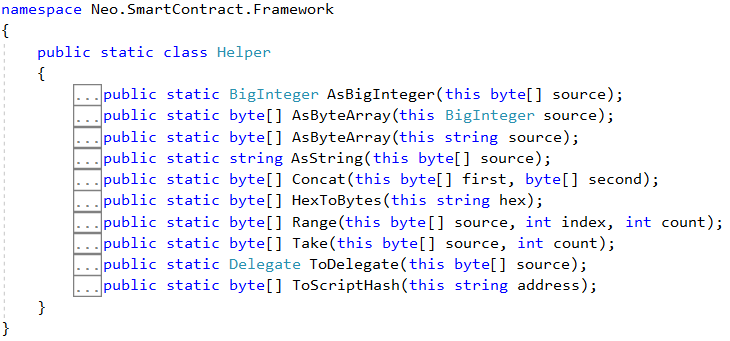 namespace Neo.SmartContract.Framework
{
public static class Helper
{
...public static BigInteger AsBigInteger(this byte[] source);
...public static byte[] AsByteArray(this BigInteger source);
...public static byte[] AsByteArray(this string source);
...public static string AsString(this byte[] source);
...public static byte[] Concat(this byte[] first, byte[] second);
...public static byte[] HexToBytes(this string hex);
...public static byte[] Range(this byte[] source, int index, int count);
...public static byte[] Take(this byte[] source, int count);
...public static Delegate ToDelegate(this byte[] source);
...public static byte[] ToScriptHash(this string address);
}
}